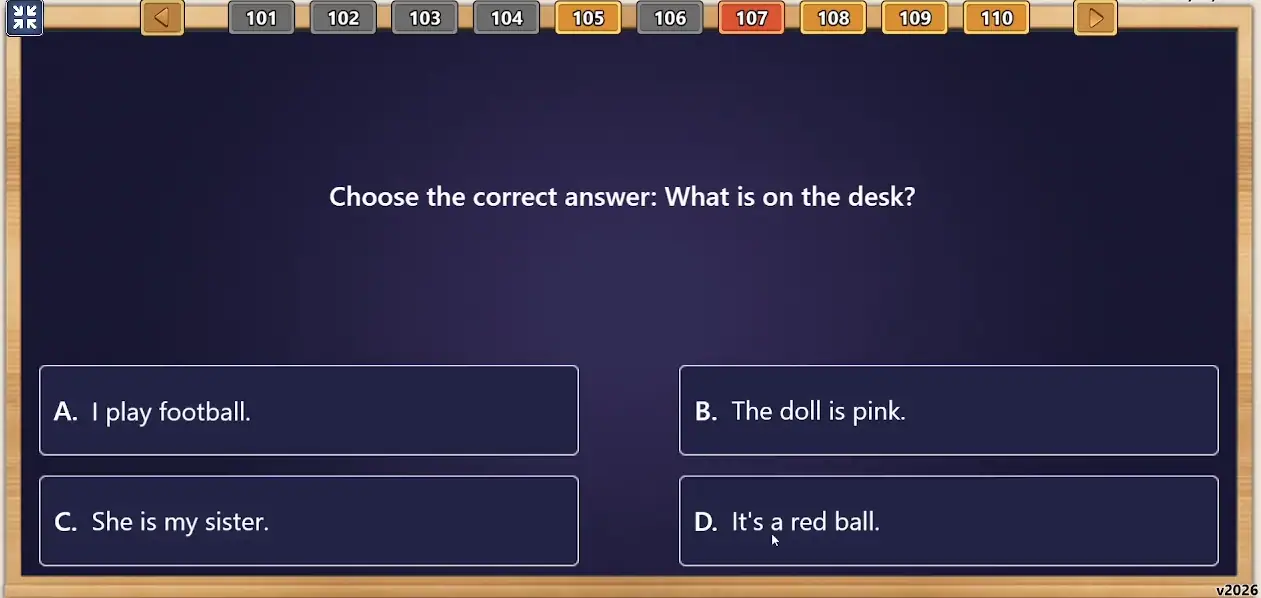 101 102 103 104 105 106 107 108 109 110
Choose the correct answer: What is on the desk?
A. I play football.
B. The doll is pink.
C. She is my sister.
D. It's a red ball.
v2026